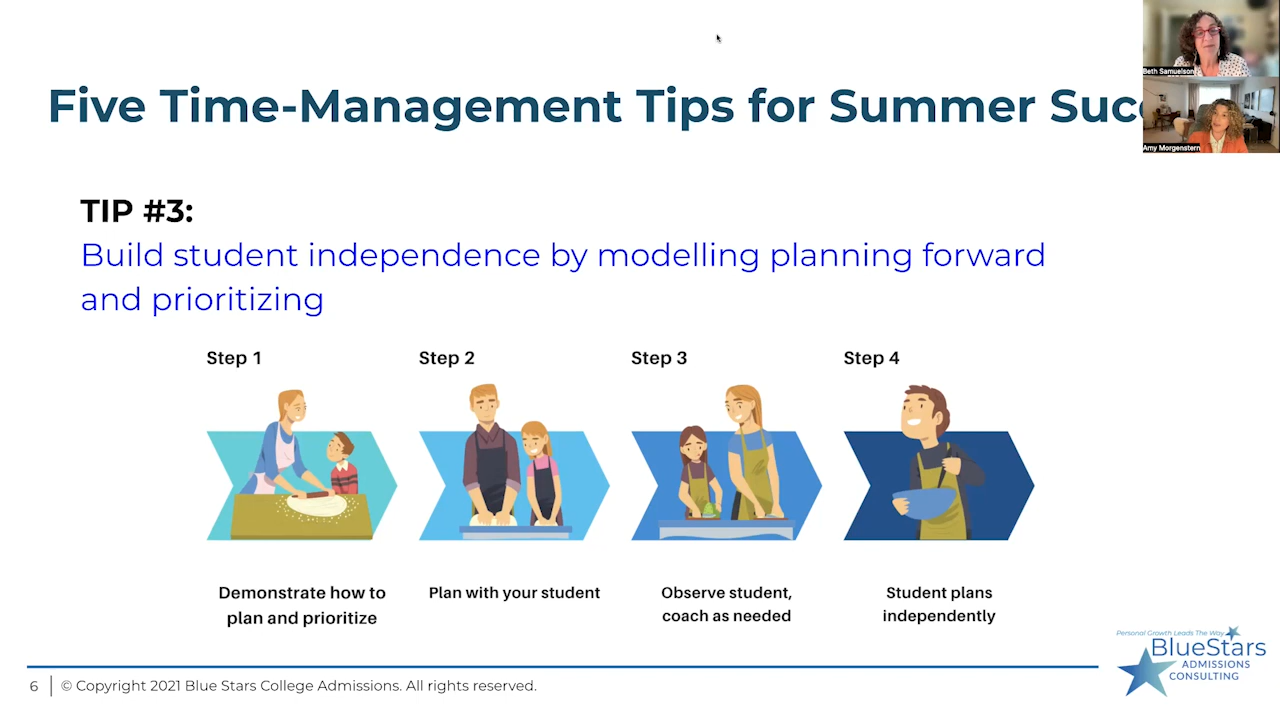 Five Time-Management Tips for Summer Suc
Beth Samuelson
Amy Morgenstern
TIP #3:
Build student independence by modelling planning forward
and prioritizing
Step 1
Step 2
Step 3
Step 4
Demonstrate how to
plan and prioritize
Plan with your student
Observe student,
coach as needed
Student plans
independently
Personal Growth Leads The Way
BlueStars
ADMISSIONS
CONSULTING
6
© Copyright 2021 Blue Stars College Admissions. All rights reserved.